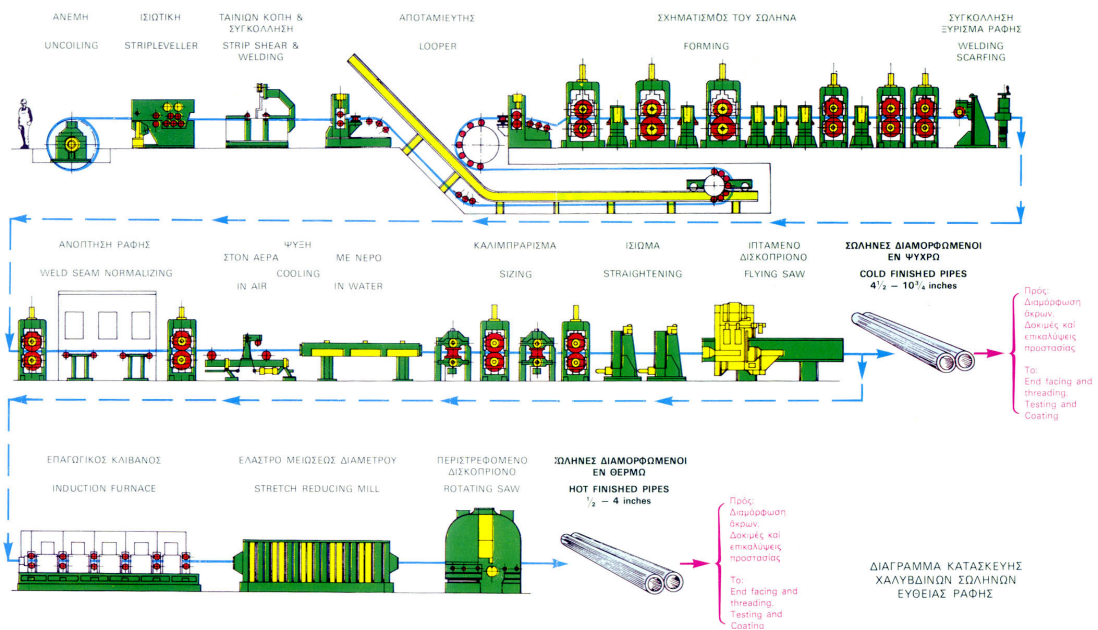 ΑΝΕΜΗ
UNCOILING
ΙΣΙΩΤΙΚΗ
STRIPLEVELLER
ΤΑΙΝΙΩΝ ΚΟΠΗ &
ΣΥΓΚΟΛΛΗΣΗ
STRIP SHEAR &
WELDING
ΑΠΟΤΑΜΙΕΥΤΗΣ
LOOPER
ΣΧΗΜΑΤΙΣΜΟΣ ΤΟΥ ΣΩΛΗΝΑ
FORMING
ΣΥΓΚΟΛΛΗΣΗ
ΞΥΡΙΣΜΑ ΡΑΦΗΣ
WELDING
SCARFING
ΑΝΟΠΤΗΣΗ ΡΑΦΗΣ
WELD SEAM NORMALIZING
ΨΥΞΗ
ΣΤΟΝ ΑΕΡΑ
ΜΕ ΝΕΡΟ
COOLING
IN AIR
IN WATER
ΚΑΛΙΜΠΡΑΡΙΣΜΑ
SIZING
ΙΣΙΩΜΑ
STRAIGHTENING
ΙΠΤΑΜΕΝΟ
ΔΙΣΚΟΠΡΙΟΝΟ
FLYING SAW
ΣΩΛΗΝΕΣ ΔΙΑΜΟΡΦΩΜΕΝΟΙ
ΕΝ ΨΥΧΡΩ
COLD FINISHED PIPES
4½ – 10¾ inches
Πρός:
Διαμόρφωση
άκρων,
Δοκιμές καί
επικαλύψεις
προστασίας
To:
End facing and
threading,
Testing and
Coating
ΕΠΑΓΩΓΙΚΟΣ ΚΛΙΒΑΝΟΣ
INDUCTION FURNACE
ΕΛΑΣΤΡΟ ΜΕΙΩΣΕΩΣ ΔΙΑΜΕΤΡΟΥ
STRETCH REDUCING MILL
ΠΕΡΙΣΤΡΕΦΟΜΕΝΟ
ΔΙΣΚΟΠΡΙΟΝΟ
ROTATING SAW
ΣΩΛΗΝΕΣ ΔΙΑΜΟΡΦΩΜΕΝΟΙ
ΕΝ ΘΕΡΜΩ
HOT FINISHED PIPES
½ – 4 inches
Πρός:
Διαμόρφωση
άκρων,
Δοκιμές καί
επικαλύψεις
προστασίας
To:
End facing and
threading,
Testing and
Coating
ΔΙΑΓΡΑΜΜΑ ΚΑΤΑΣΚΕΥΗΣ
ΧΑΛΥΒΔΙΝΩΝ ΣΩΛΗΝΩΝ
ΕΥΘΕΙΑΣ ΡΑΦΗΣ